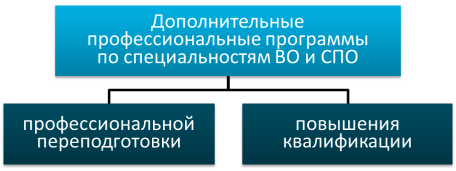 Дополнительные
профессиональные программы
по специальностям ВО и СПО
профессиональной
переподготовки
повышения
квалификации